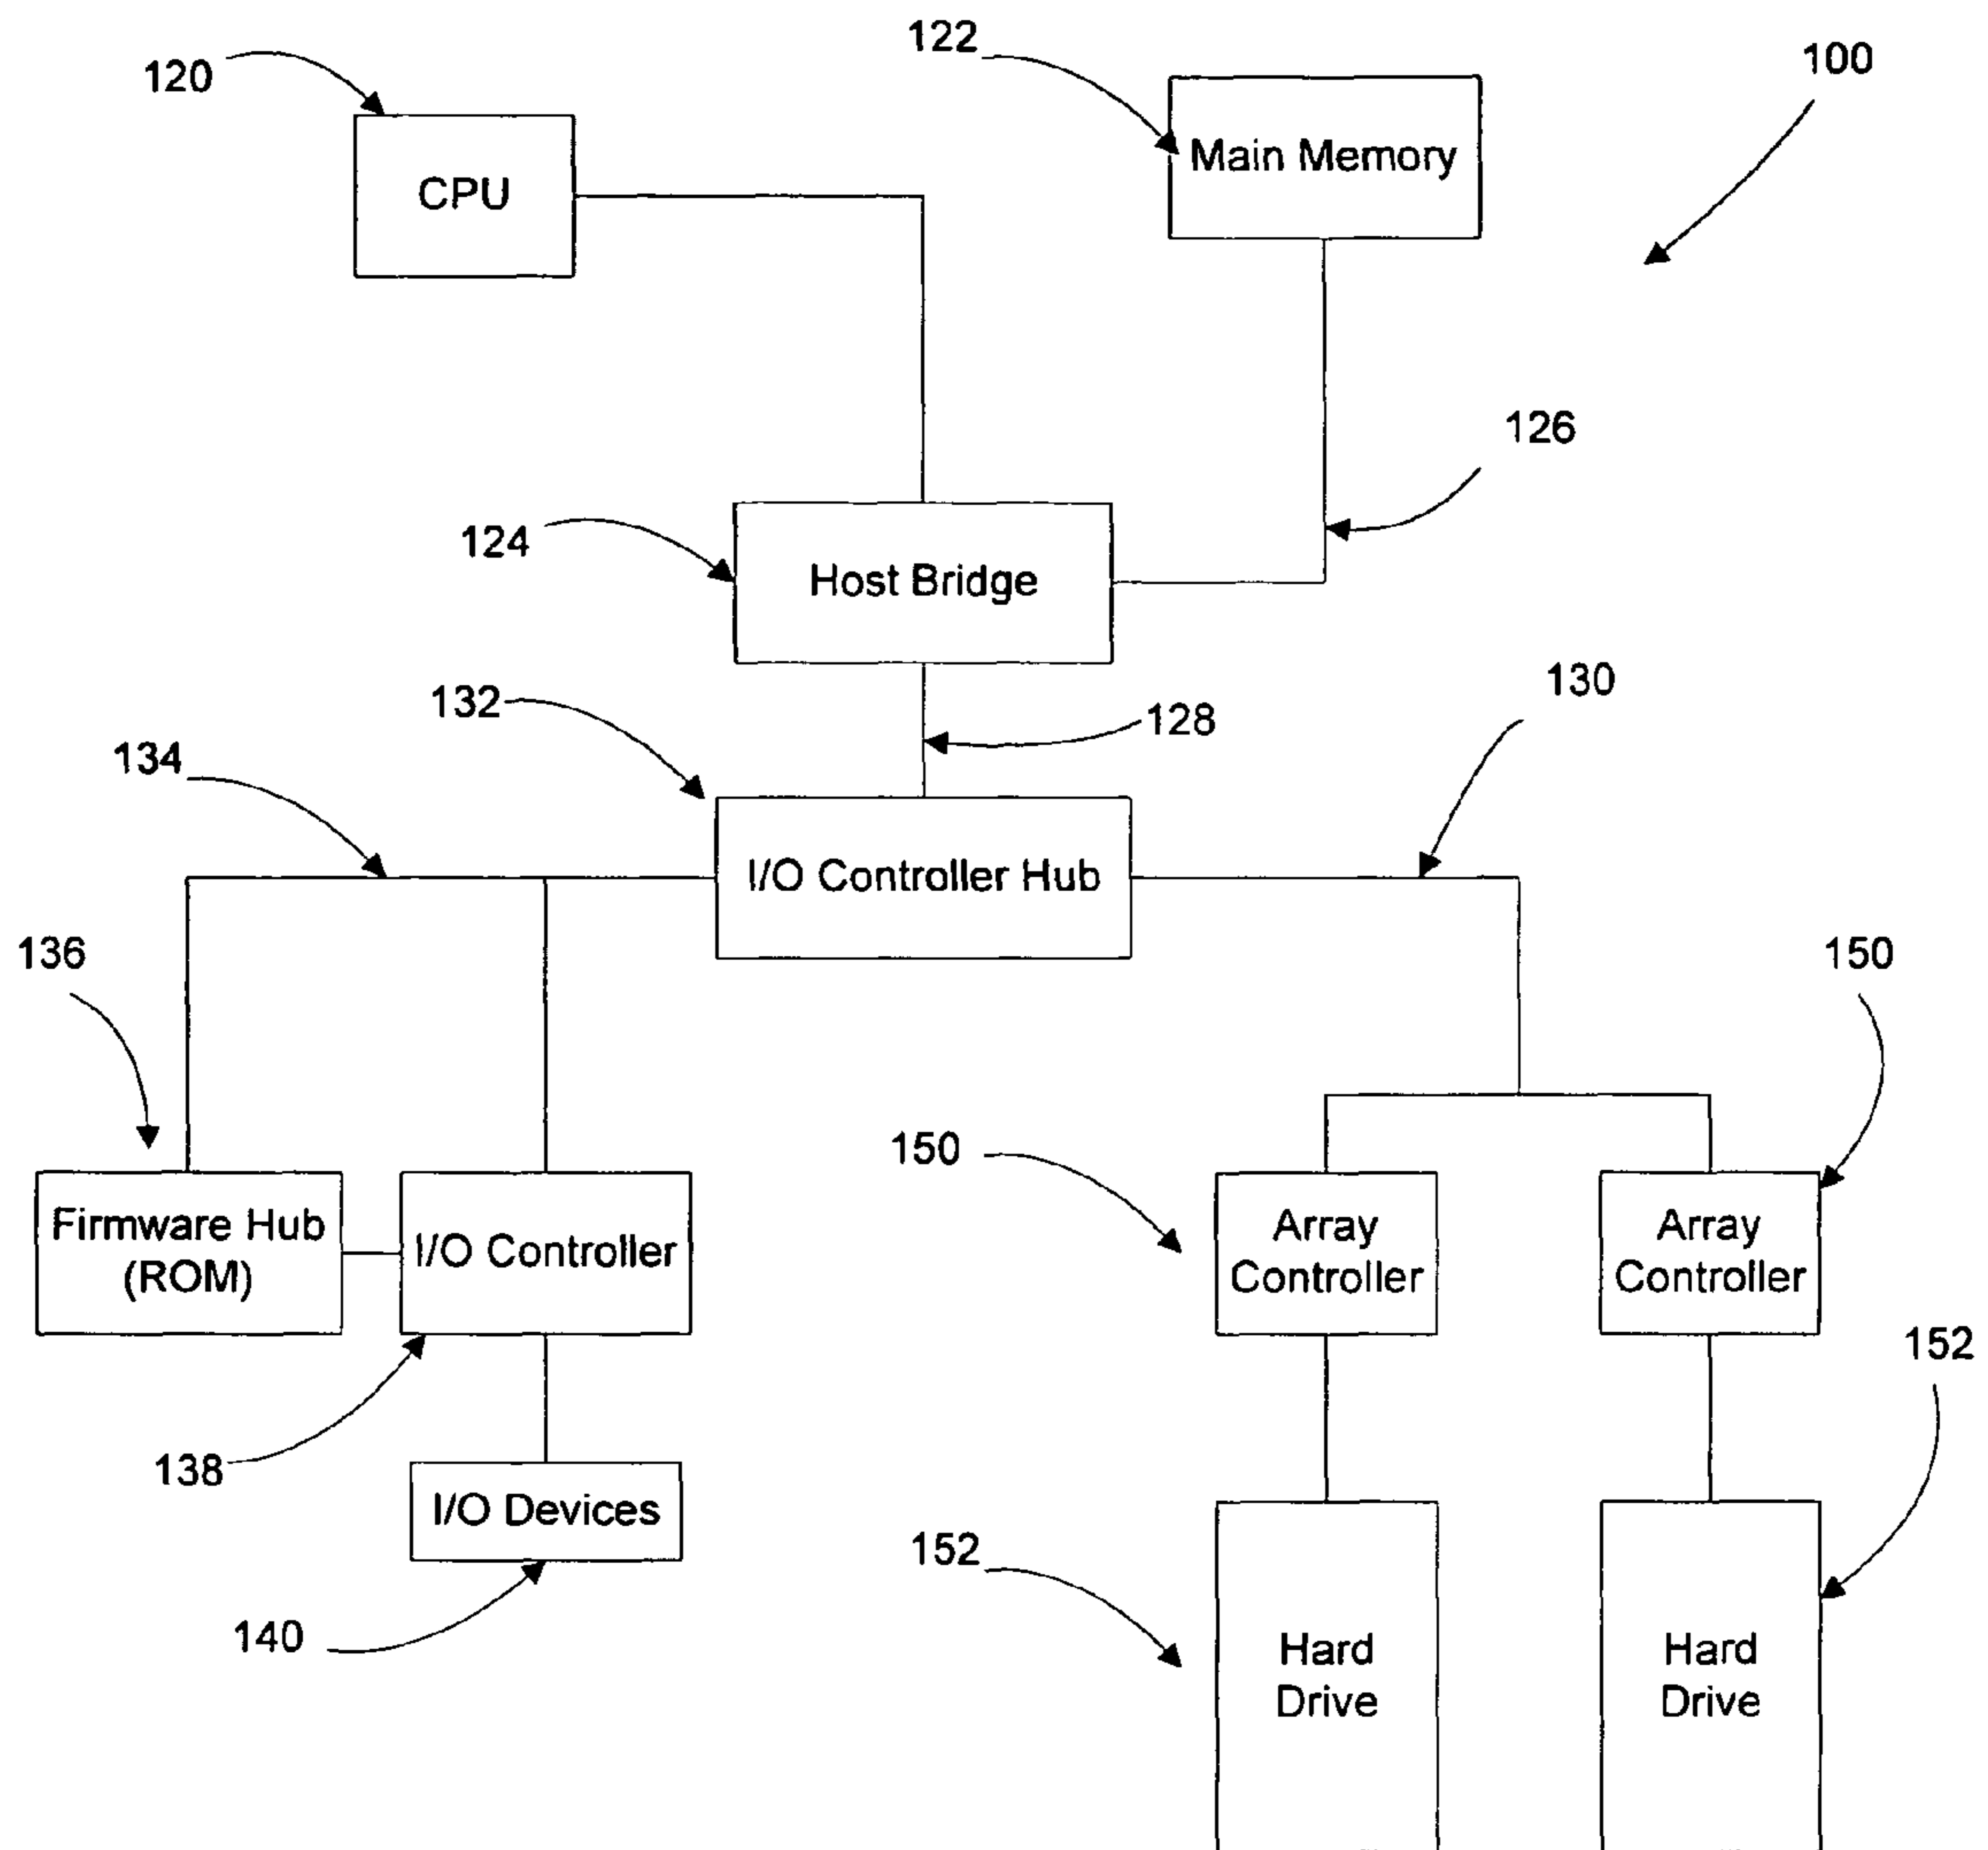 122
100
120
Main Memory
CPU
126
124
Host Bridge
130
132
128
134
I/O Controller Hub
136
150
150
Firmware Hub
(ROM)
I/O Controller
Array
Controller
Array
Controller
152
138
I/O Devices
152
140
Hard
Drive
Hard
Drive